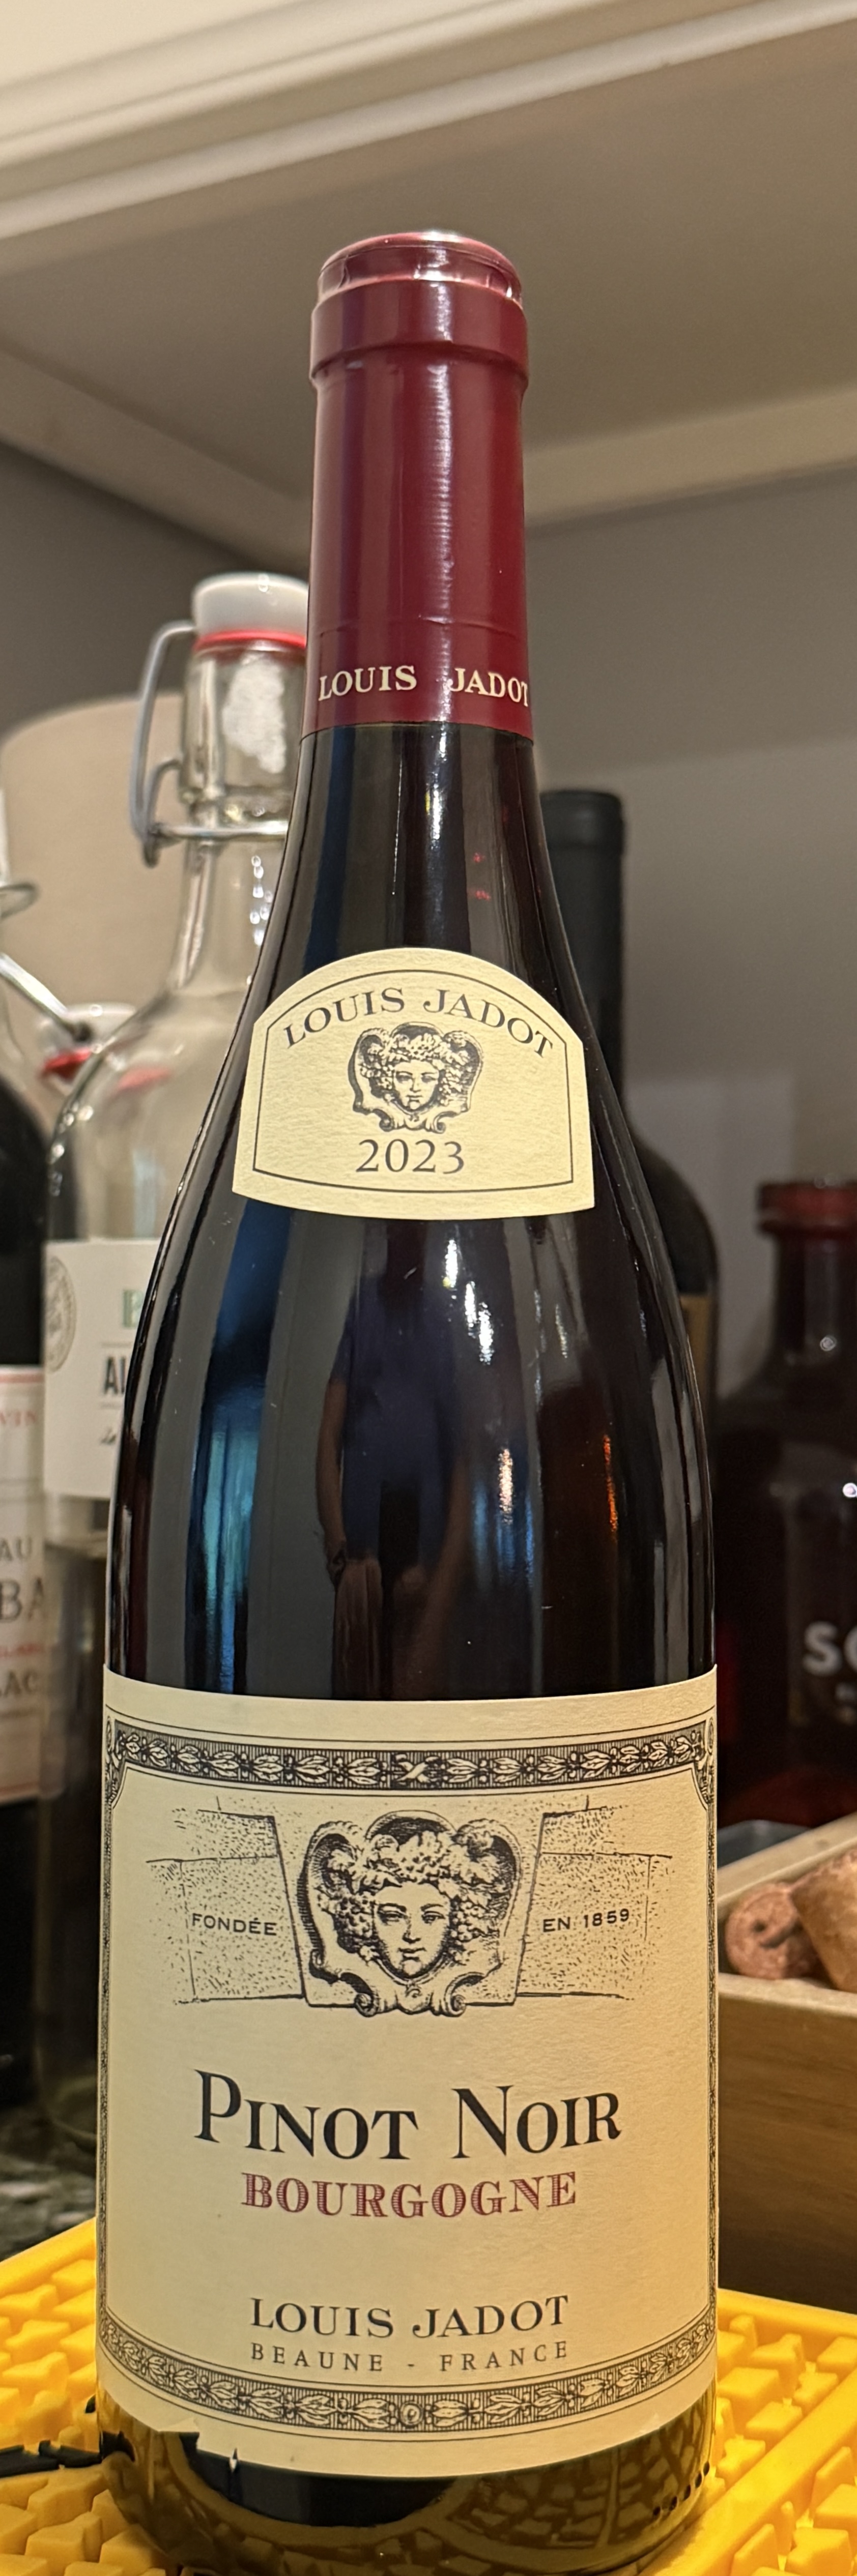 LOUIS JADOT
LOUIS JADOT
2023
FONDÉE EN 1859
PINOT NOIR
BOURGOGNE
LOUIS JADOT
BEAUNE - FRANCE